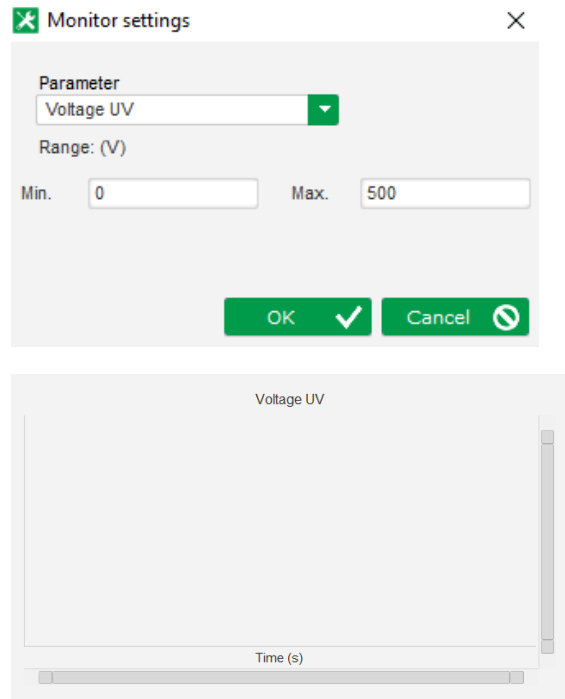 Monitor settings
Parameter
Voltage UV
Range: (V)
Min. 0 Max. 500
OK Cancel
Voltage UV
Time (s)